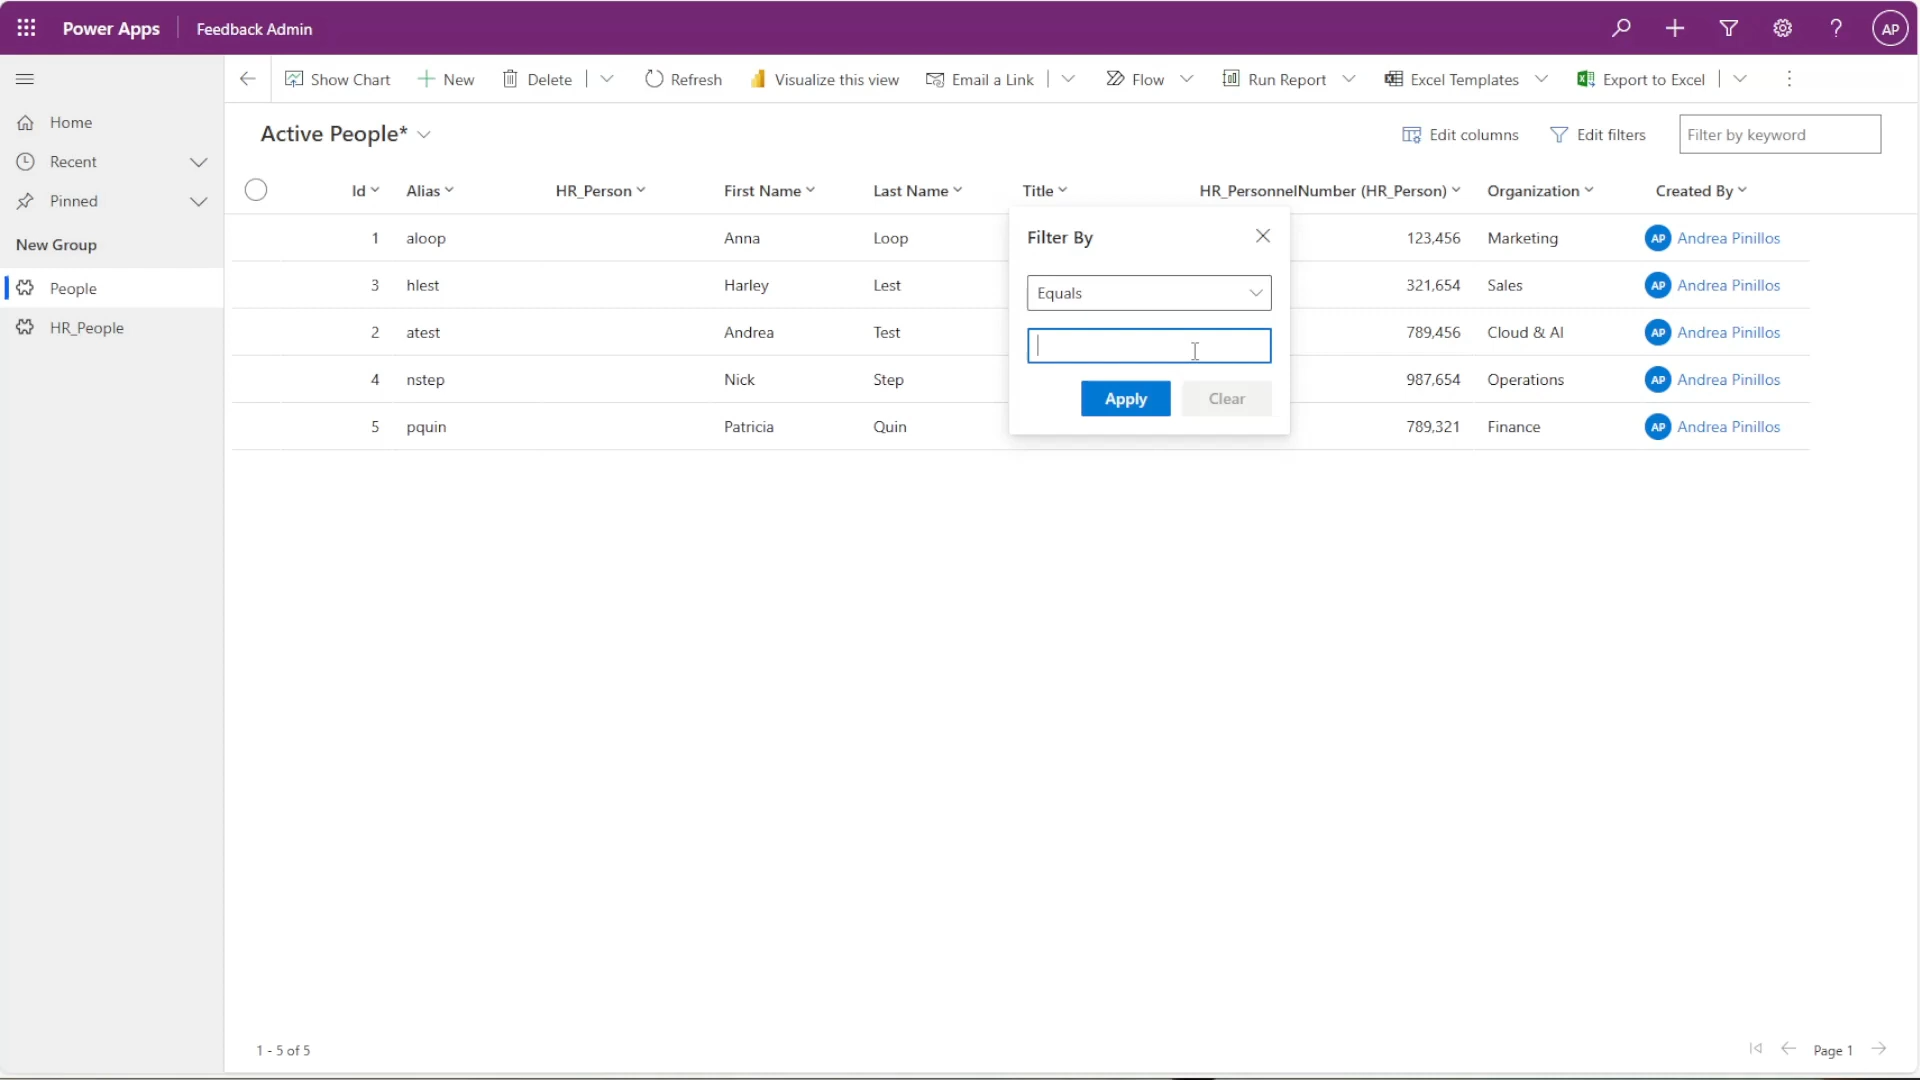 Power Apps Feedback Admin AP
Show Chart New Delete Refresh Visualize this view Email a Link Flow Run Report Excel Templates Export to Excel
Home
Recent
Pinned
New Group
People
HR_People
Active People* Edit columns Edit filters Filter by keyword
Id Alias HR_Person First Name Last Name Title HR_PersonnelNumber (HR_Person) Organization Created By
1 aloop Anna Loop 123,456 Marketing AP Andrea Pinillos
3 hlest Harley Lest 321,654 Sales AP Andrea Pinillos
2 atest Andrea Test 789,456 Cloud & AI AP Andrea Pinillos
4 nstep Nick Step 987,654 Operations AP Andrea Pinillos
5 pquin Patricia Quin 789,321 Finance AP Andrea Pinillos
Filter By
Equals
Apply Clear
1 - 5 of 5 Page 1